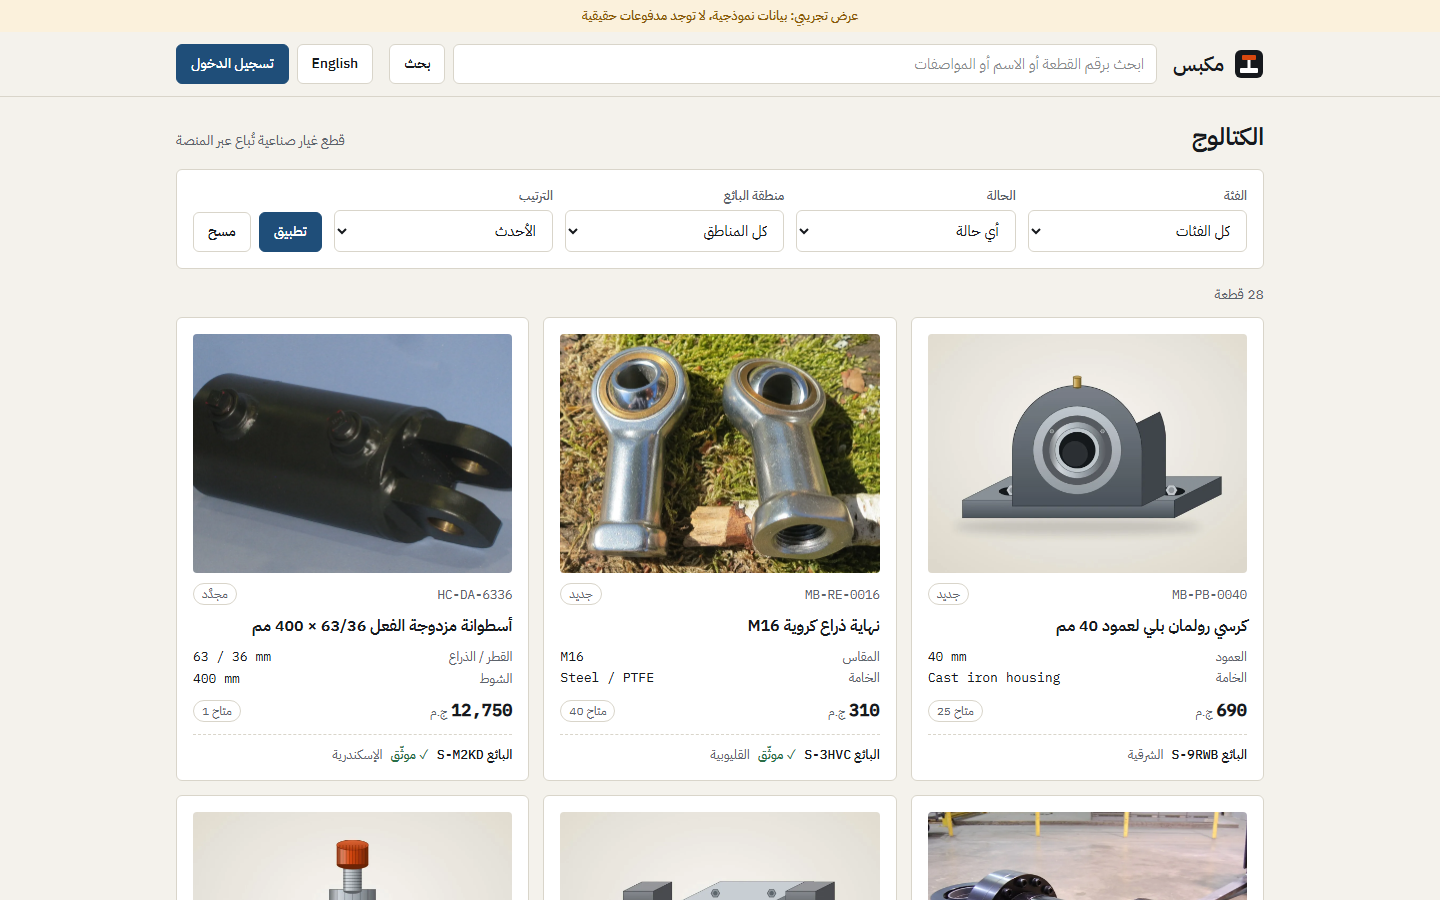 عرض تجريبي: بيانات نموذجية، لا توجد مدفوعات حقيقية
مكبس
ابحث برقم القطعة أو الاسم أو المواصفات
بحث
English
تسجيل الدخول
الكتالوج
قطع غيار صناعية تُباع عبر المنصة
الفئة
الحالة
منطقة البائع
الترتيب
كل الفئات
أي حالة
كل المناطق
الأحدث
تطبيق
مسح
28 قطعة
MB-PB-0040
جديد
كرسي رولمان بلي لعمود 40 مم
العمود 40 mm
الخامة Cast iron housing
690 ج.م
متاح 25
البائع S-9RWB الشرقية
MB-RE-0016
جديد
نهاية ذراع كروية M16
المقاس M16
الخامة Steel / PTFE
310 ج.م
متاح 40
البائع S-3HVC ✓ موثّق القليوبية
HC-DA-6336
مجدَّد
أسطوانة مزدوجة الفعل 63/36 × 400 مم
القطر / الذراع 63 / 36 mm
الشوط 400 mm
12,750 ج.م
متاح 1
البائع S-M2KD ✓ موثّق الإسكندرية